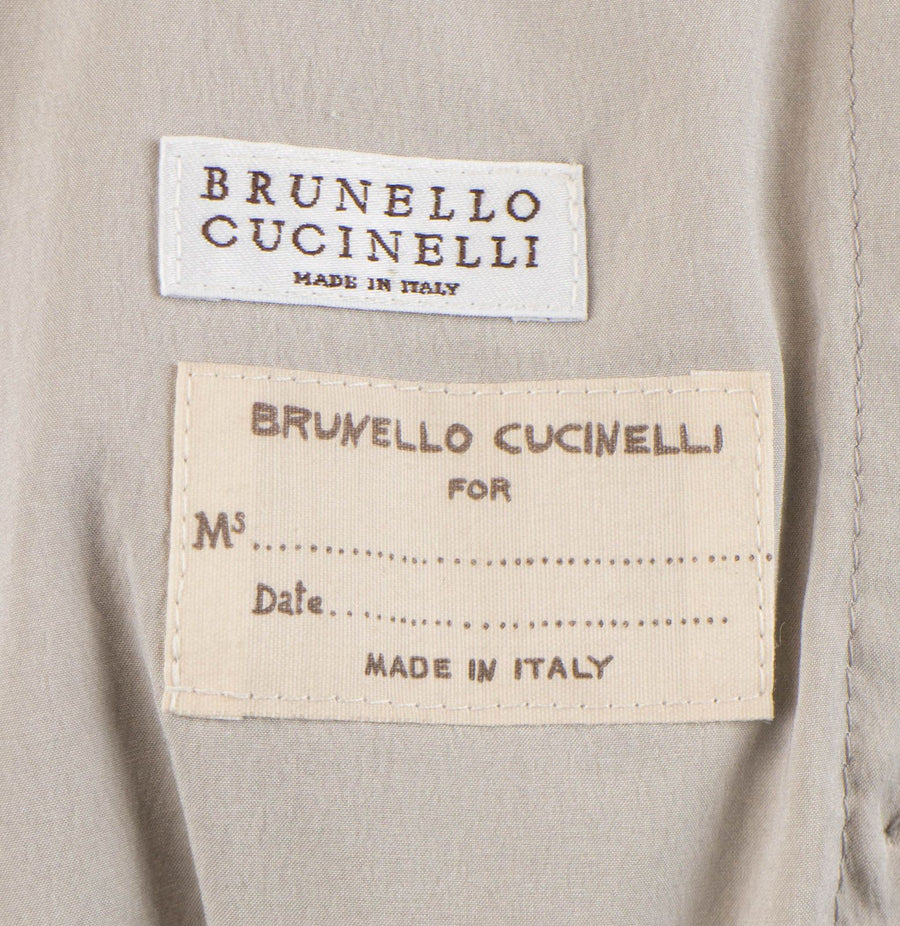 BRUNELLO
CUCINELLI
MADE IN ITALY
BRUNELLO CUCINELLI
FOR
Ms..............................................
Date....................................
MADE IN ITALY